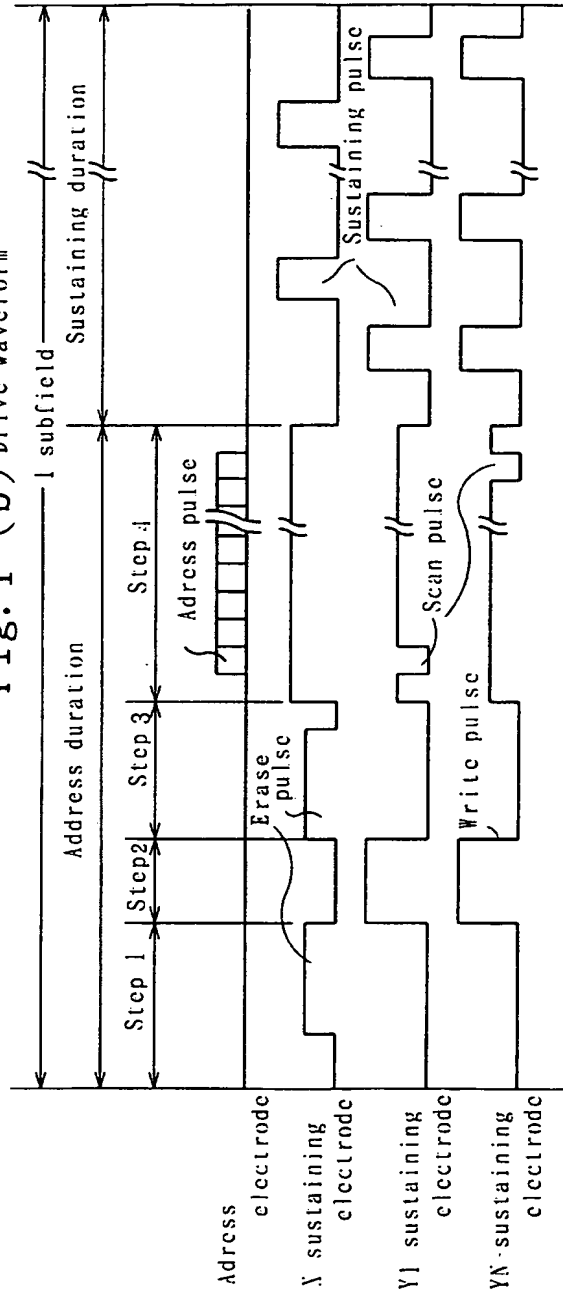 Fig. 1 (b) Drive waveform
1 subfield
Address duration
Sustaining duration
Step 1
Step2
Step 3
Step 4
Adress pulse
Erase
pulse
Write pulse
Scan pulse
Sustaining pulse
Adress
electrode
X sustaining
electrode
Y1 sustaining
electrode
YN-sustaining
electrode